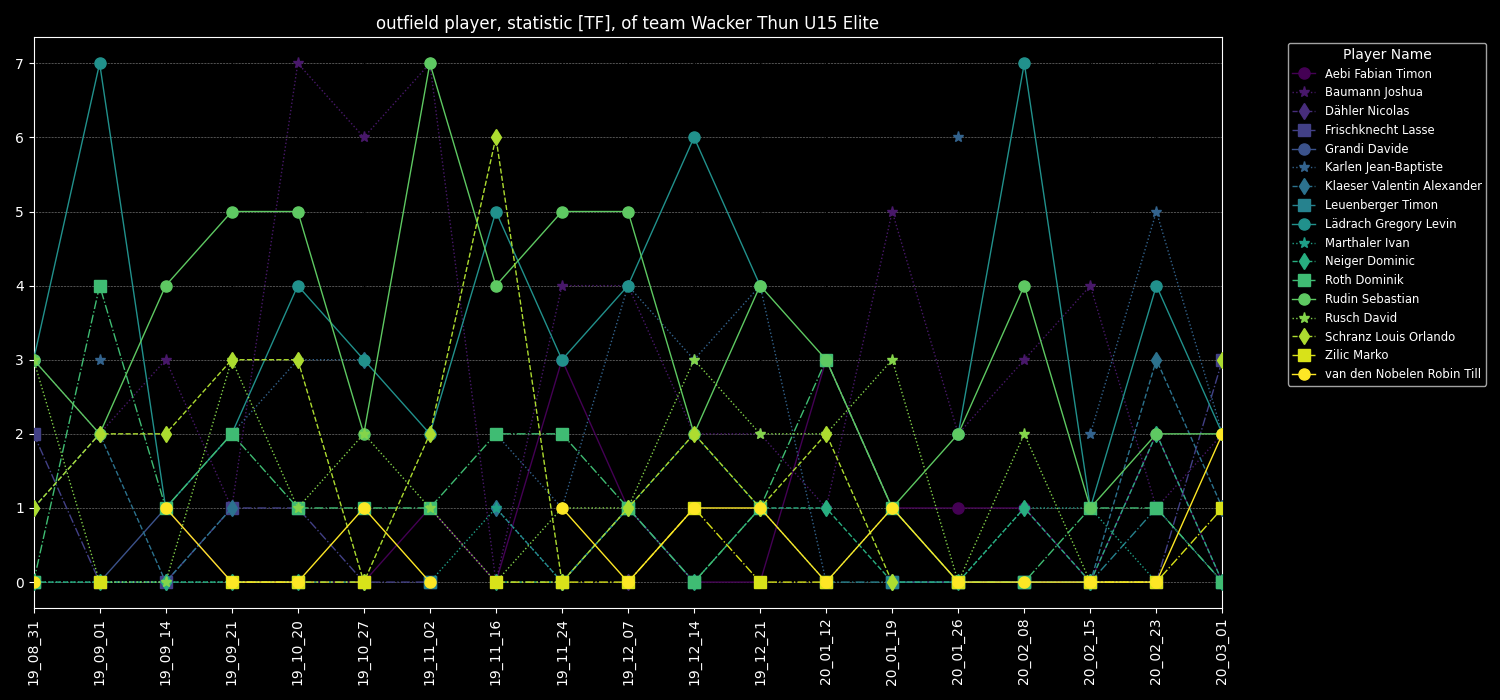 outfield player, statistic [TF], of team Wacker Thun U15 Elite
7
6
5
4
3
2
1
0
19_08_31
19_09_01
19_09_14
19_09_21
19_10_20
19_10_27
19_11_02
19_11_16
19_11_24
19_12_07
19_12_14
19_12_21
20_01_12
20_01_19
20_01_26
20_02_08
20_02_15
20_02_23
20_03_01
Player Name
Aebi Fabian Timon
Baumann Joshua
Dähler Nicolas
Frischknecht Lasse
Grandi Davide
Karlen Jean-Baptiste
Klaeser Valentin Alexander
Leuenberger Timon
Lädrach Gregory Levin
Marthaler Ivan
Neiger Dominic
Roth Dominik
Rudin Sebastian
Rusch David
Schranz Louis Orlando
Zilic Marko
van den Nobelen Robin Till